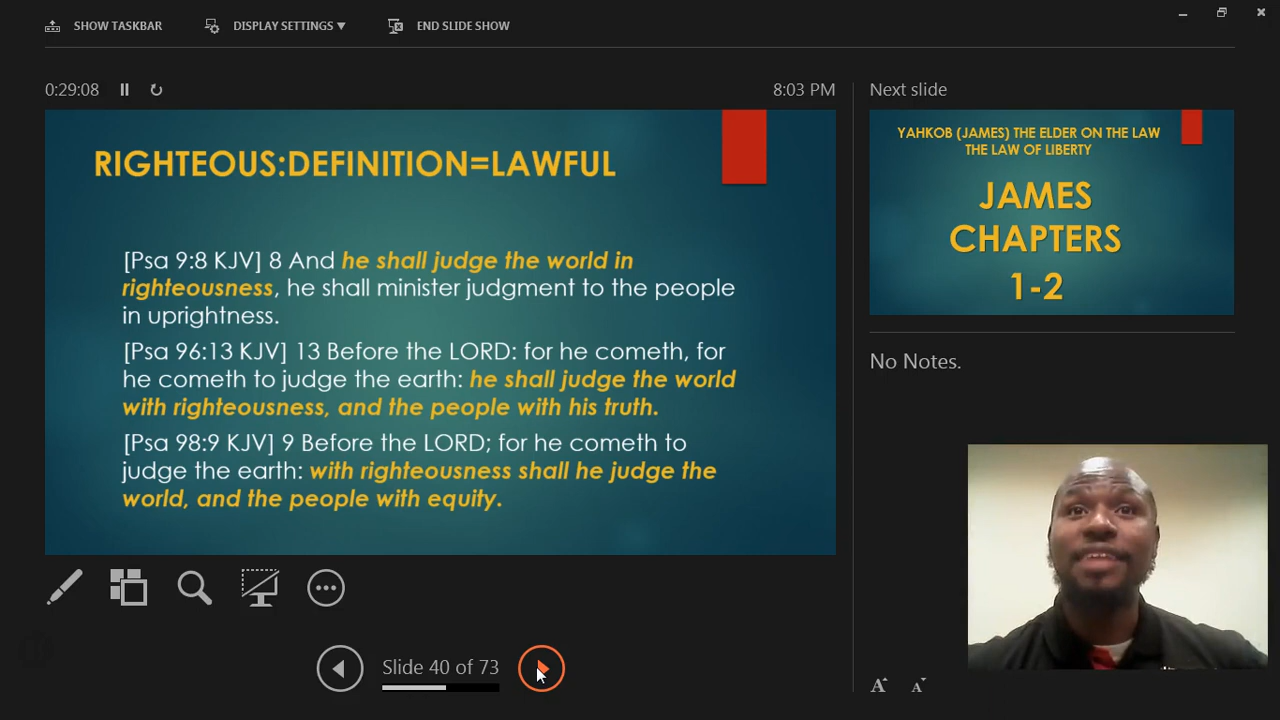 SHOW TASKBAR
DISPLAY SETTINGS ▼
END SLIDE SHOW
0:29:08
8:03 PM
RIGHTEOUS:DEFINITION=LAWFUL
[Psa 9:8 KJV] 8 And he shall judge the world in
righteousness, he shall minister judgment to the people
in uprightness.
[Psa 96:13 KJV] 13 Before the LORD: for he cometh, for
he cometh to judge the earth: he shall judge the world
with righteousness, and the people with his truth.
[Psa 98:9 KJV] 9 Before the LORD; for he cometh to
judge the earth: with righteousness shall he judge the
world, and the people with equity.
Slide 40 of 73
Next slide
YAHKOB (JAMES) THE ELDER ON THE LAW
THE LAW OF LIBERTY
JAMES
CHAPTERS
1-2
No Notes.
A A